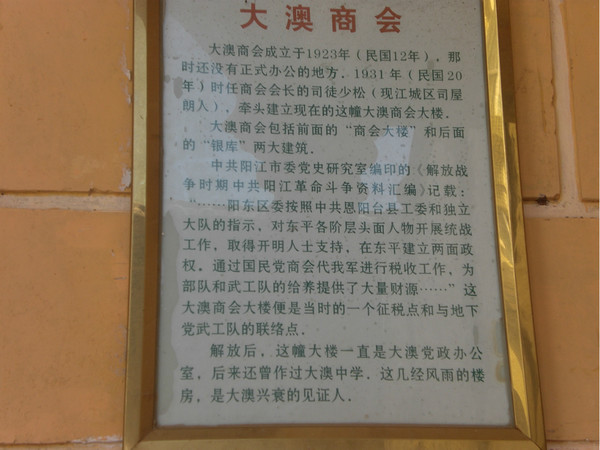 大澳商会
大澳商会成立于1923年（民国12年），那
时还没有正式办公的地方．1931年（民国20
年）时任商会会长的司徒少松（现江城区司屋
朗人），牵头建立现在的这幢大澳商会大楼．
大澳商会包括前面的“商会大楼”和后面
的“银库”两大建筑．
中共阳江市委党史研究室编印的《解放战
争时期中共阳江革命斗争资料汇编》记载：
“……阳东区委按照中共恩阳台县工委和独立
大队的指示，对东平各阶层头面人物开展统战
工作，取得开明人士支持，在东平建立两面政
权。通过国民党商会代我军进行税收工作，为
部队和武工队的给养提供了大量财源……”这
大澳商会大楼便是当时的一个征税点和与地下
党武工队的联络点．
解放后，这幢大楼一直是大澳党政办公
室，后来还曾作过大澳中学．这几经风雨的楼
房，是大澳兴衰的见证人．